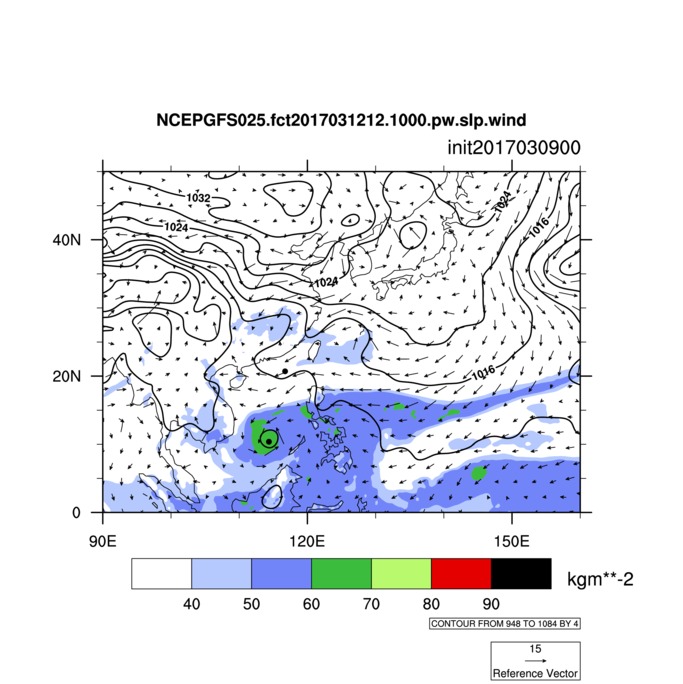 NCEPGFS025.fct2017031212.1000.pw.slp.wind
init2017030900
1032
1024
1024
1016
1024
40N
1016
20N
0
90E 120E 150E
kgm**-2
40 50 60 70 80 90
CONTOUR FROM 948 TO 1084 BY 4
15
Reference Vector